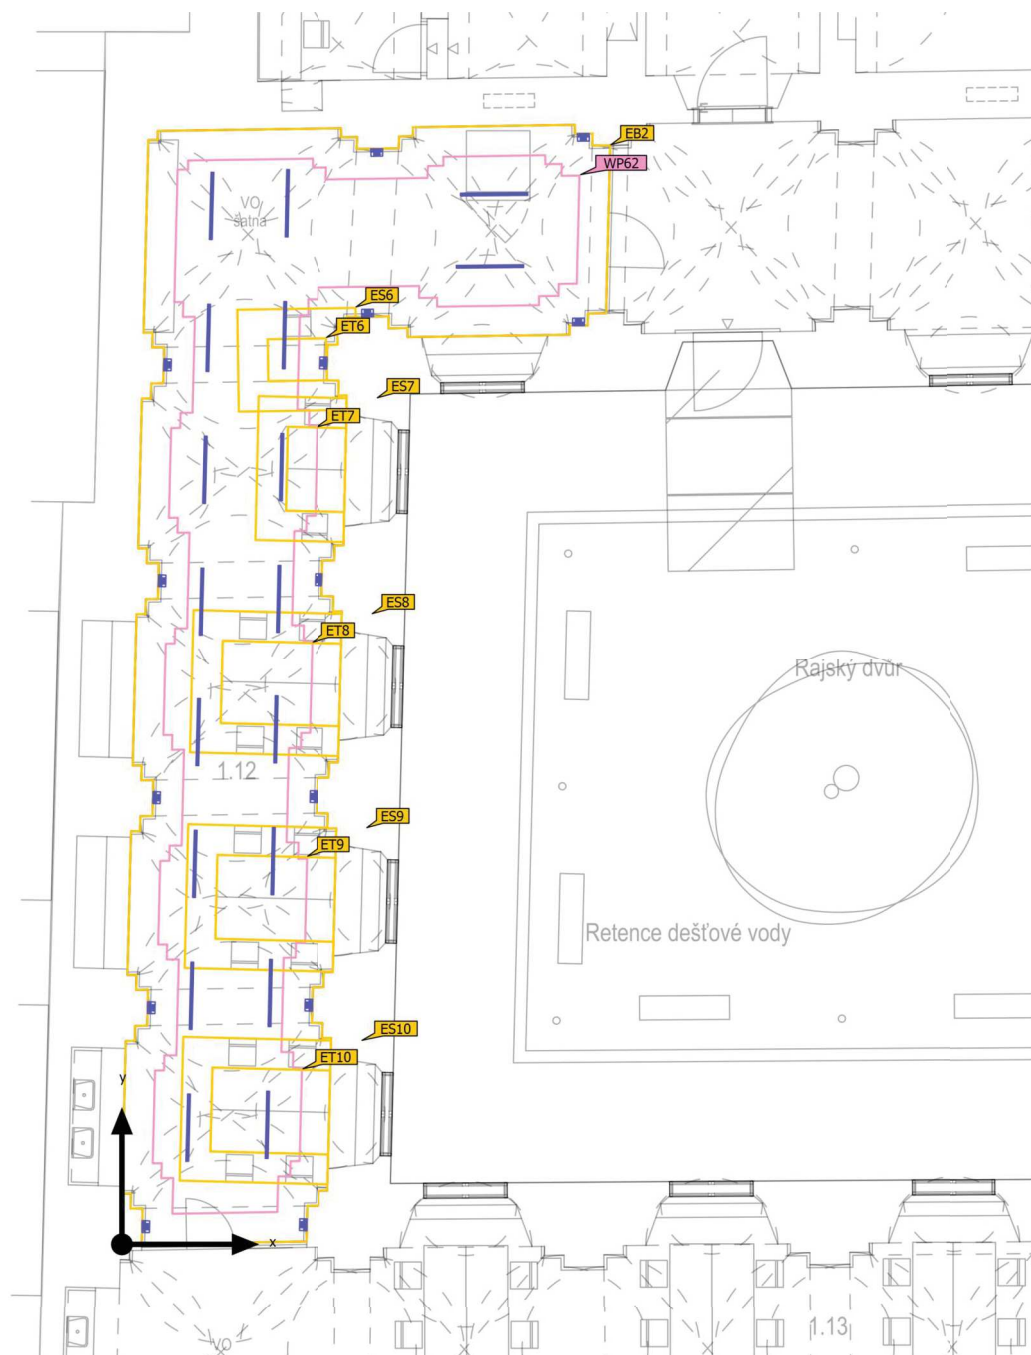 EB2
WP62
VO
šatna
ES6
ET6
ES7
ET7
ES8
ET8
Rajský dvůr
1.12
ES9
ET9
Retence dešťové vody
ES10
ET10
y
x
1.13
VO